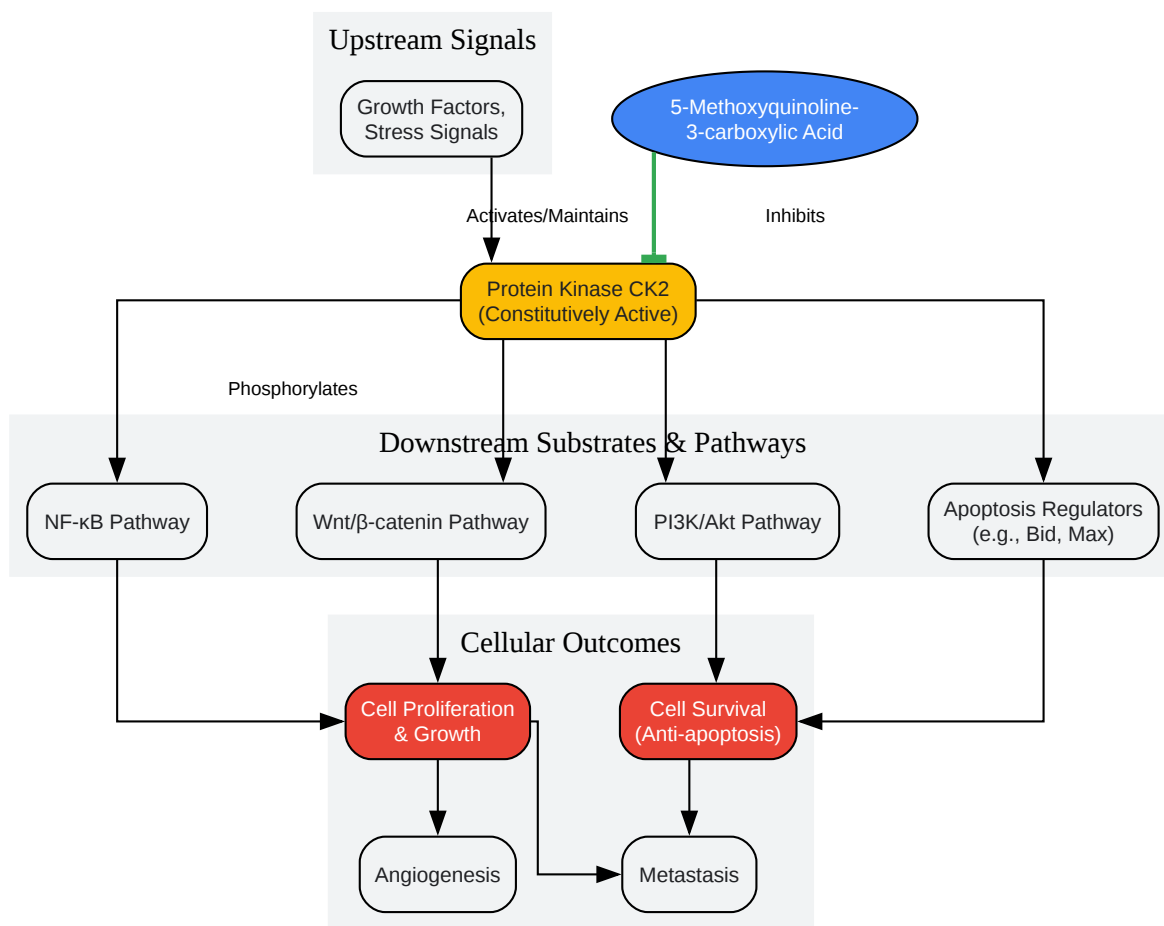 Upstream Signals
Growth Factors,
Stress Signals
5-Methoxyquinoline-
3-carboxylic Acid
Activates/Maintains
Inhibits
Protein Kinase CK2
(Constitutively Active)
Phosphorylates
Downstream Substrates & Pathways
NF-κB Pathway
Wnt/β-catenin Pathway
PI3K/Akt Pathway
Apoptosis Regulators
(e.g., Bid, Max)
Cellular Outcomes
Cell Proliferation
& Growth
Cell Survival
(Anti-apoptosis)
Angiogenesis
Metastasis